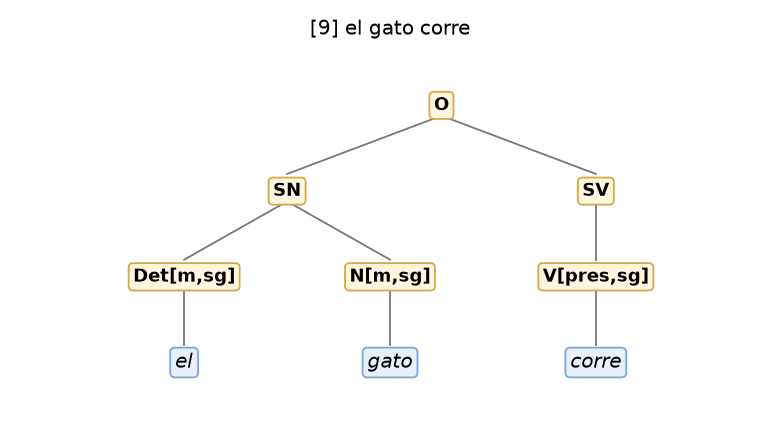 [9] el gato corre
O
SN SV
Det[m,sg] N[m,sg] V[pres,sg]
el gato corre